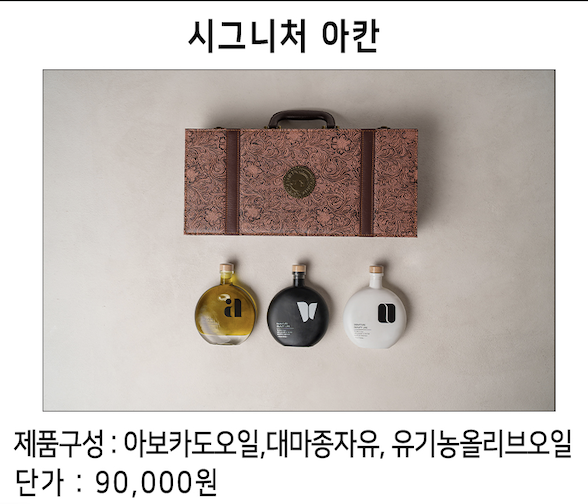 시그니처 아칸
a
제품구성 : 아보카도오일,대마종자유, 유기농올리브오일
단가 : 90,000원